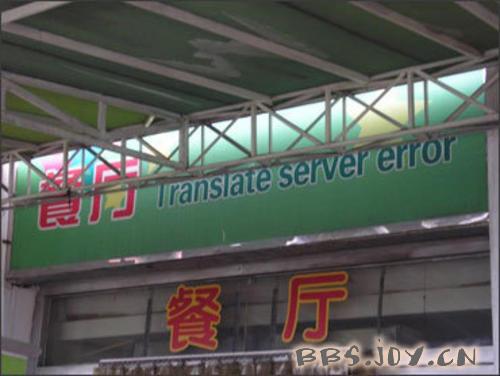 餐厅 Translate server error
餐厅
BBS.JOY.CN